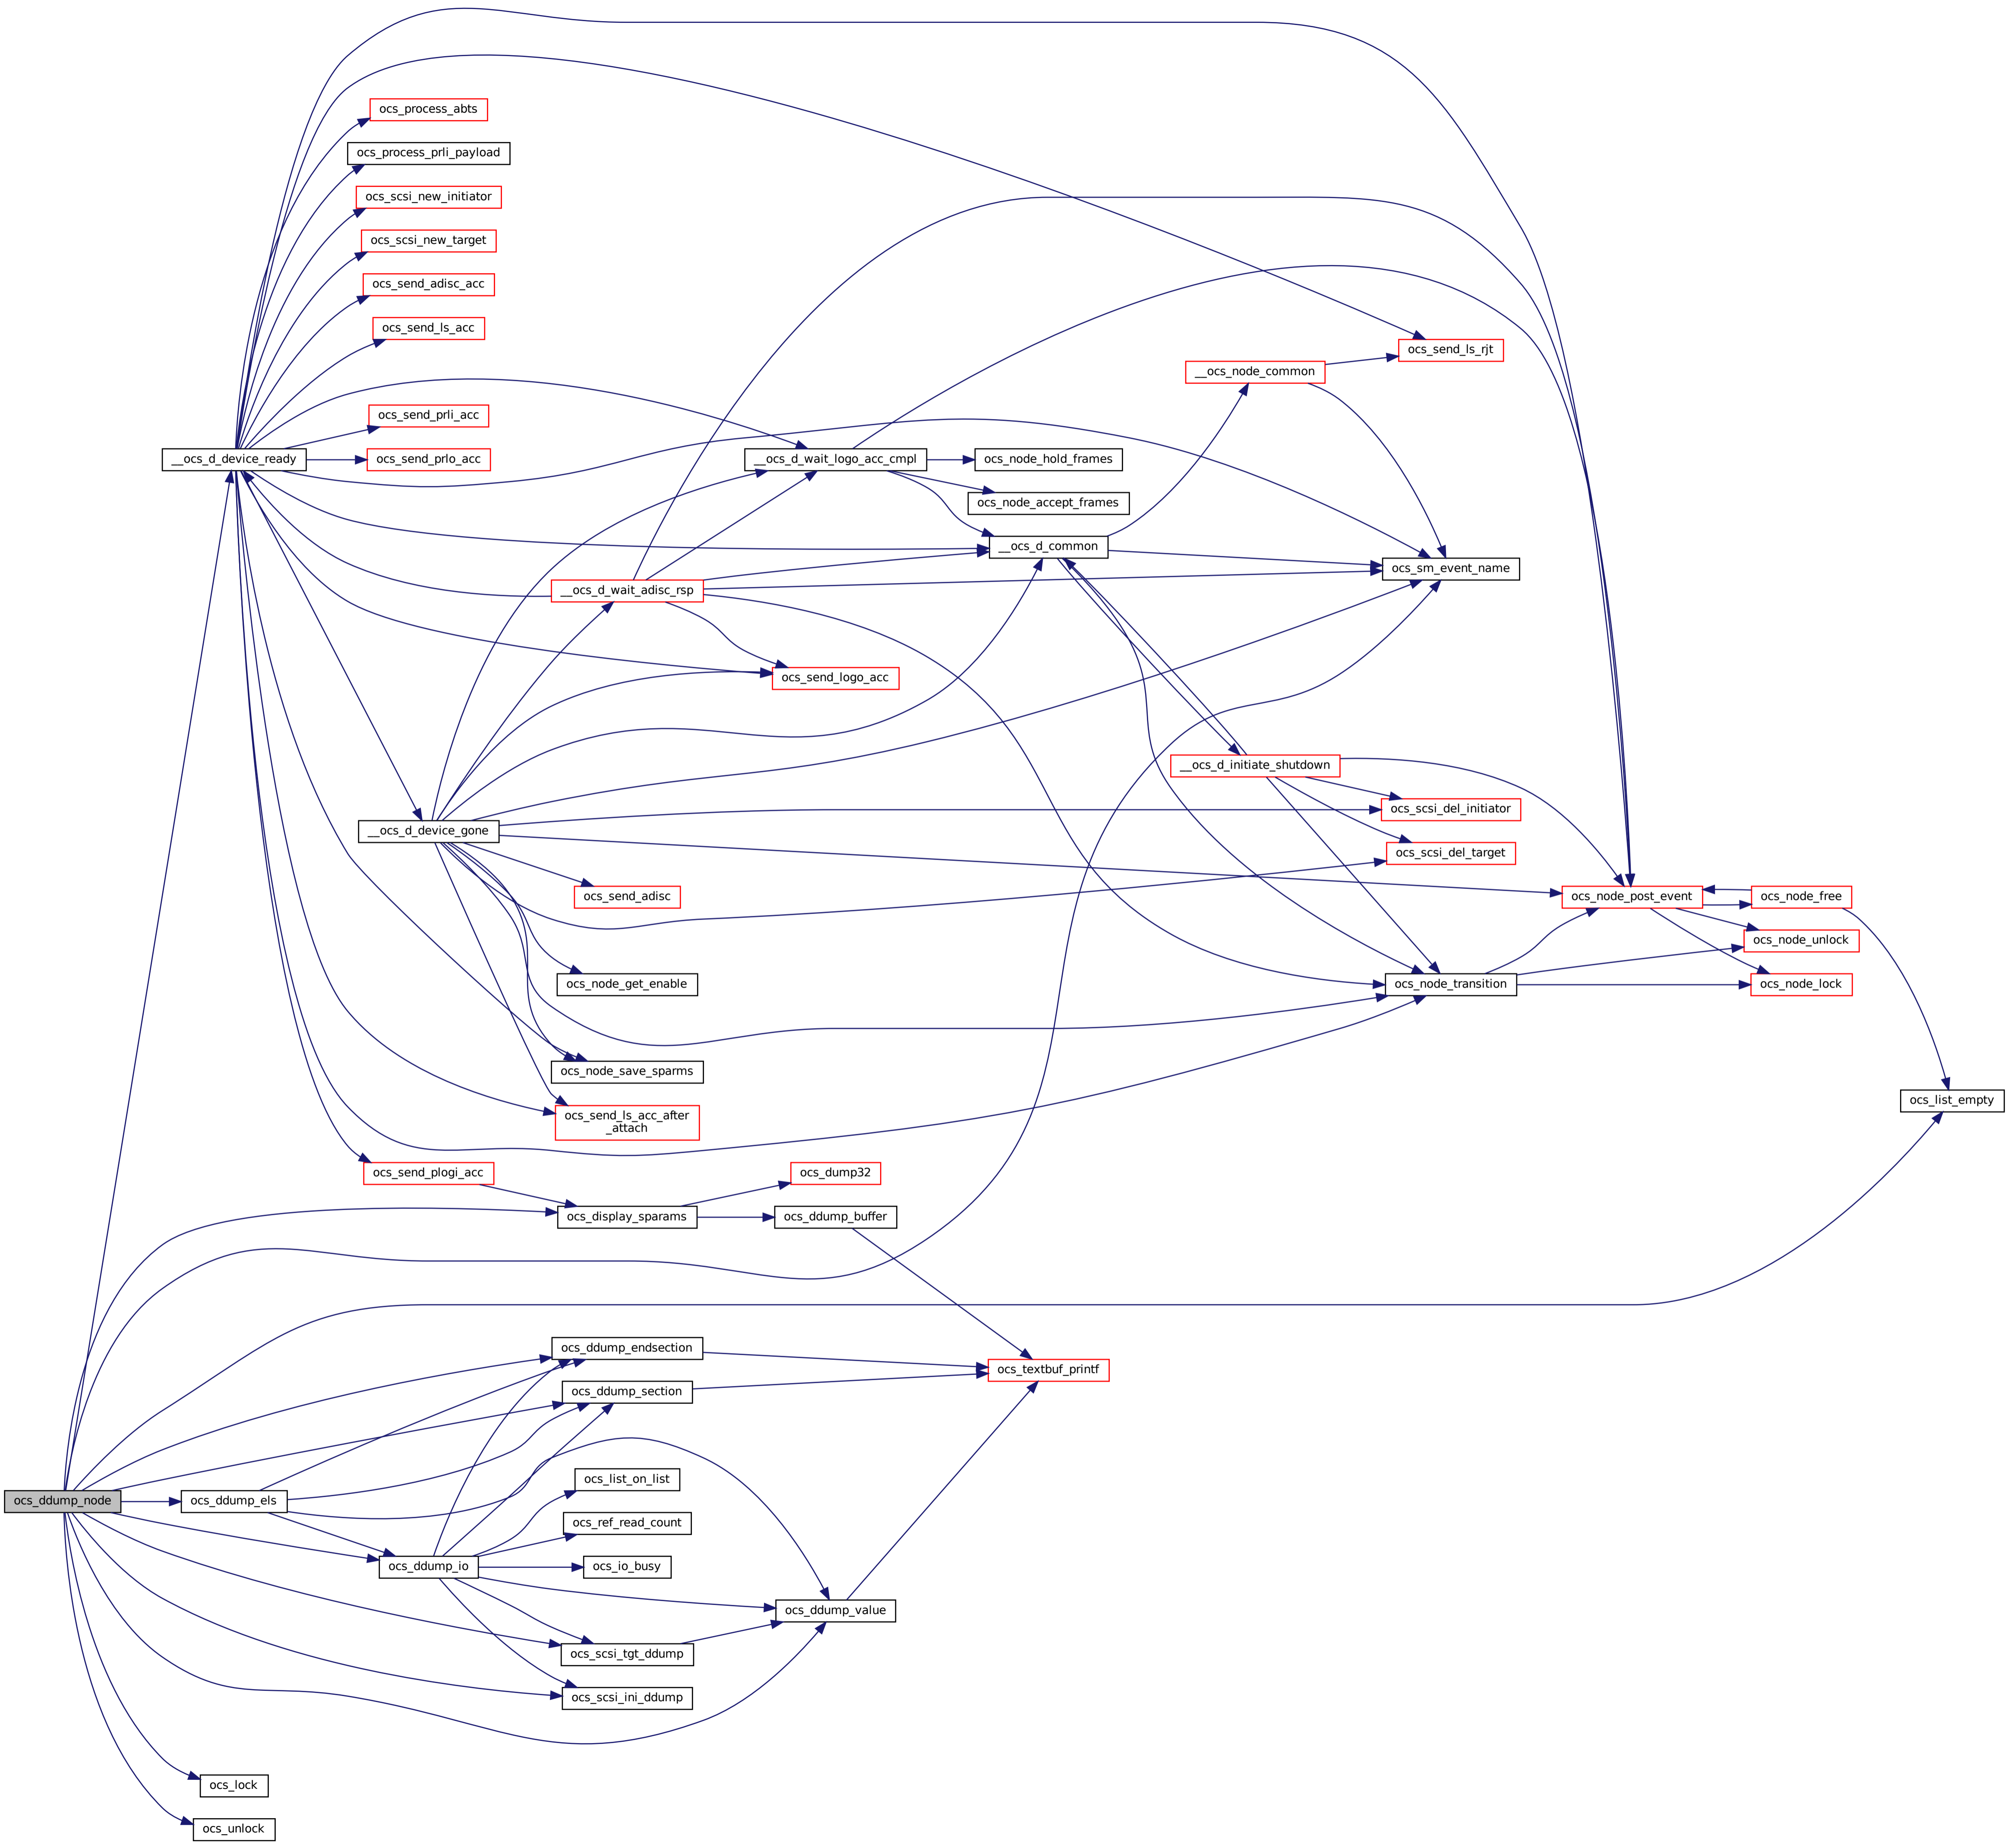 ocs_process_abts
ocs_process_prli_payload
ocs_scsi_new_initiator
ocs_scsi_new_target
ocs_send_adisc_acc
ocs_send_ls_acc
ocs_send_ls_rjt
__ocs_node_common
ocs_send_prli_acc
__ocs_d_device_ready
ocs_send_prlo_acc
__ocs_d_wait_logo_acc_cmpl
ocs_node_hold_frames
ocs_node_accept_frames
__ocs_d_common
ocs_sm_event_name
__ocs_d_wait_adisc_rsp
ocs_send_logo_acc
__ocs_d_initiate_shutdown
ocs_scsi_del_initiator
__ocs_d_device_gone
ocs_scsi_del_target
ocs_send_adisc
ocs_node_post_event
ocs_node_free
ocs_node_unlock
ocs_node_get_enable
ocs_node_transition
ocs_node_lock
ocs_node_save_sparms
ocs_list_empty
ocs_send_ls_acc_after
_attach
ocs_send_plogi_acc
ocs_dump32
ocs_display_sparams
ocs_ddump_buffer
ocs_ddump_endsection
ocs_textbuf_printf
ocs_ddump_section
ocs_list_on_list
ocs_ddump_node
ocs_ddump_els
ocs_ref_read_count
ocs_ddump_io
ocs_io_busy
ocs_ddump_value
ocs_scsi_tgt_ddump
ocs_scsi_ini_ddump
ocs_lock
ocs_unlock